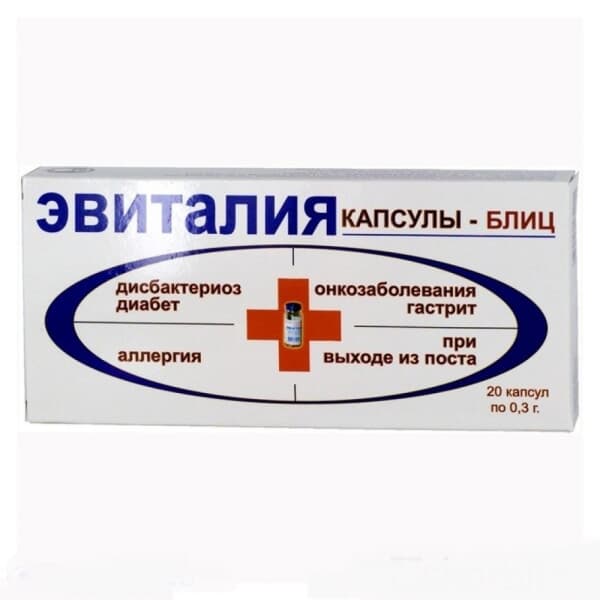 ЭВИТАЛИЯ КАПСУЛЫ - БЛИЦ
дисбактериоз
диабет
онкозаболевания
гастрит
аллергия
при
выходе из поста
20 капсул
по 0,3 г.